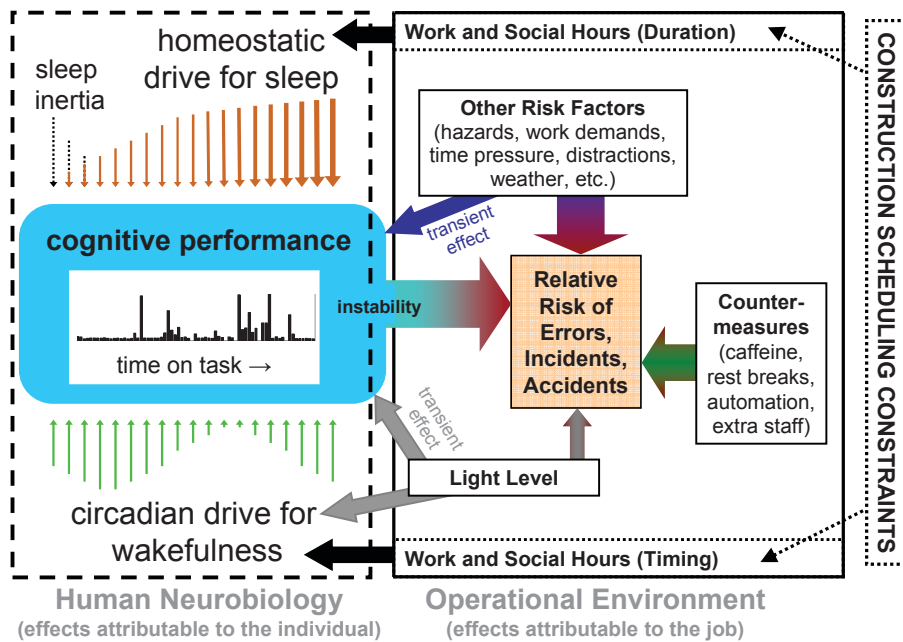 homeostatic
drive for sleep
sleep
inertia
cognitive performance
time on task →
instability
circadian drive for
wakefulness
Human Neurobiology
(effects attributable to the individual)
Work and Social Hours (Duration)
Other Risk Factors
(hazards, work demands,
time pressure, distractions,
weather, etc.)
transient
effect
Relative
Risk of
Errors,
Incidents,
Accidents
Counter-
measures
(caffeine,
rest breaks,
automation,
extra staff)
transient
effect
Light Level
Work and Social Hours (Timing)
Operational Environment
(effects attributable to the job)
CONSTRUCTION SCHEDULING CONSTRAINTS